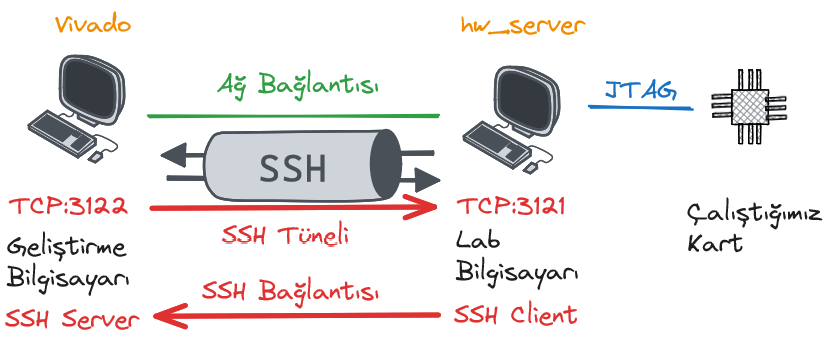 Vivado
hw_server
Ağ Bağlantısı
JTAG
SSH
TCP:3122
TCP:3121
SSH Tüneli
Geliştirme
Bilgisayarı
Lab
Bilgisayarı
Çalıştığımız
Kart
SSH Bağlantısı
SSH Server
SSH Client